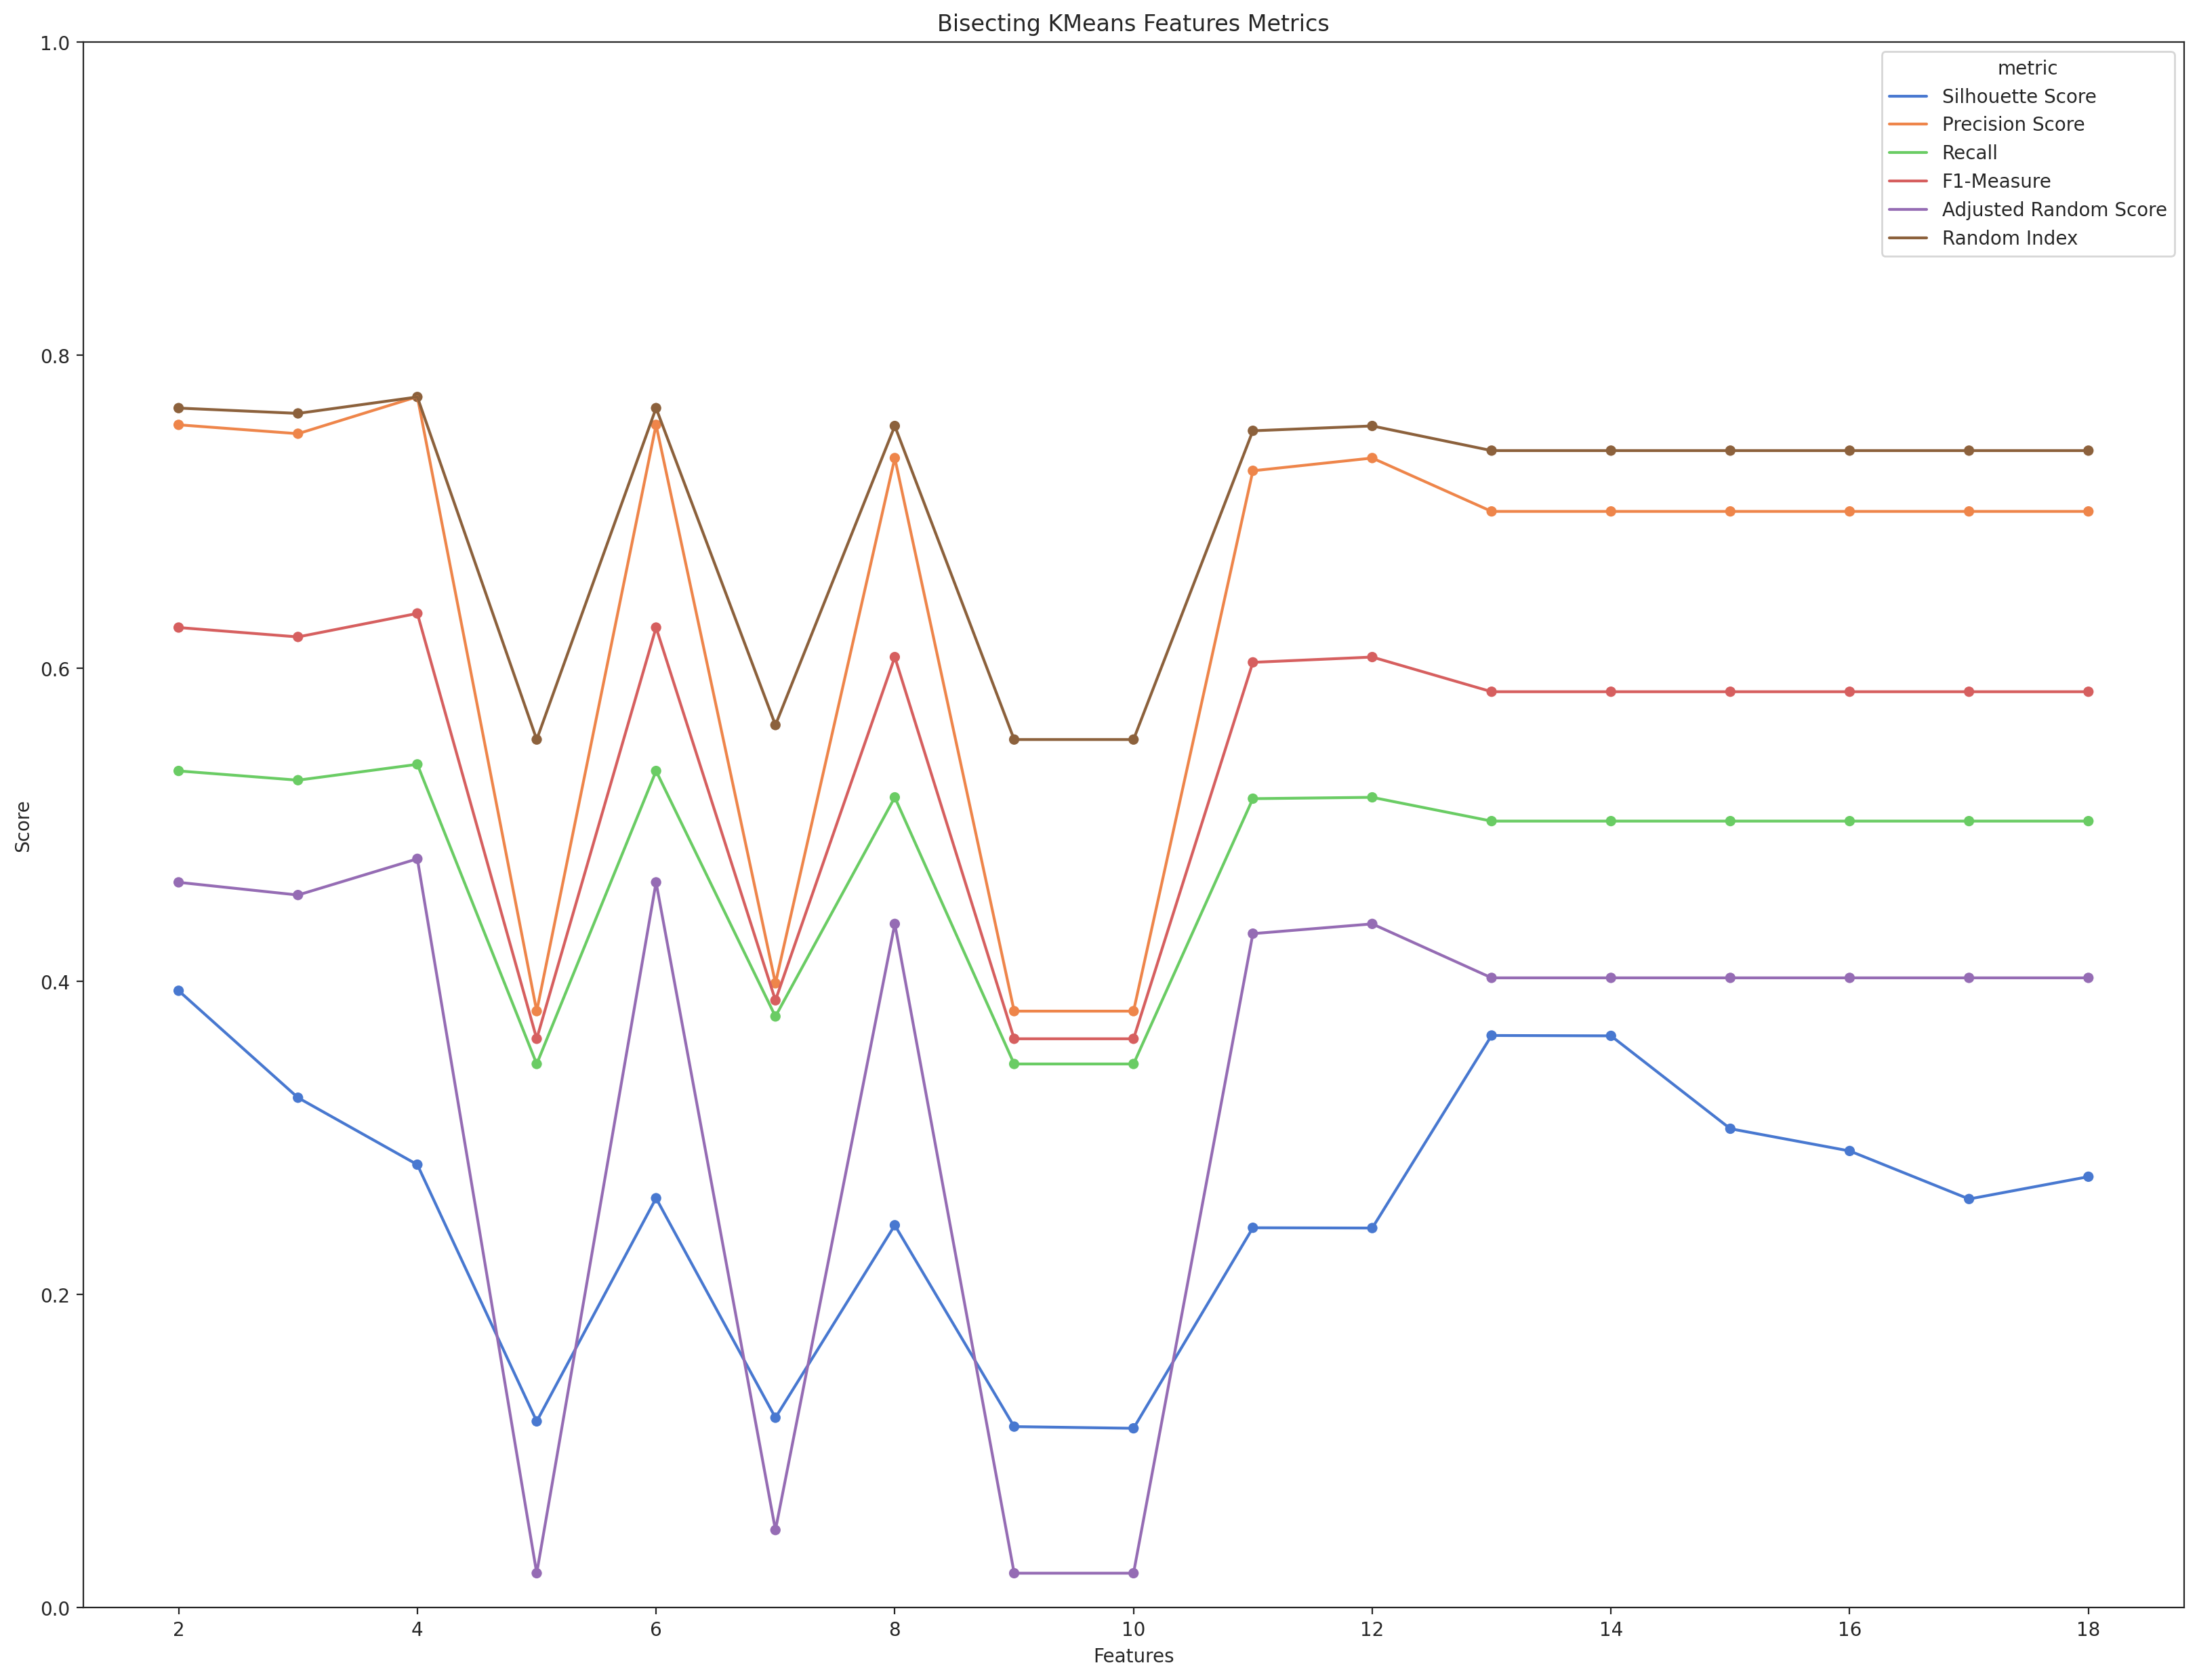 Bisecting KMeans Features Metrics
1.0
0.8
0.6
0.4
0.2
0.0
Score
metric
Silhouette Score
Precision Score
Recall
F1-Measure
Adjusted Random Score
Random Index
2 4 6 8 10 12 14 16 18
Features